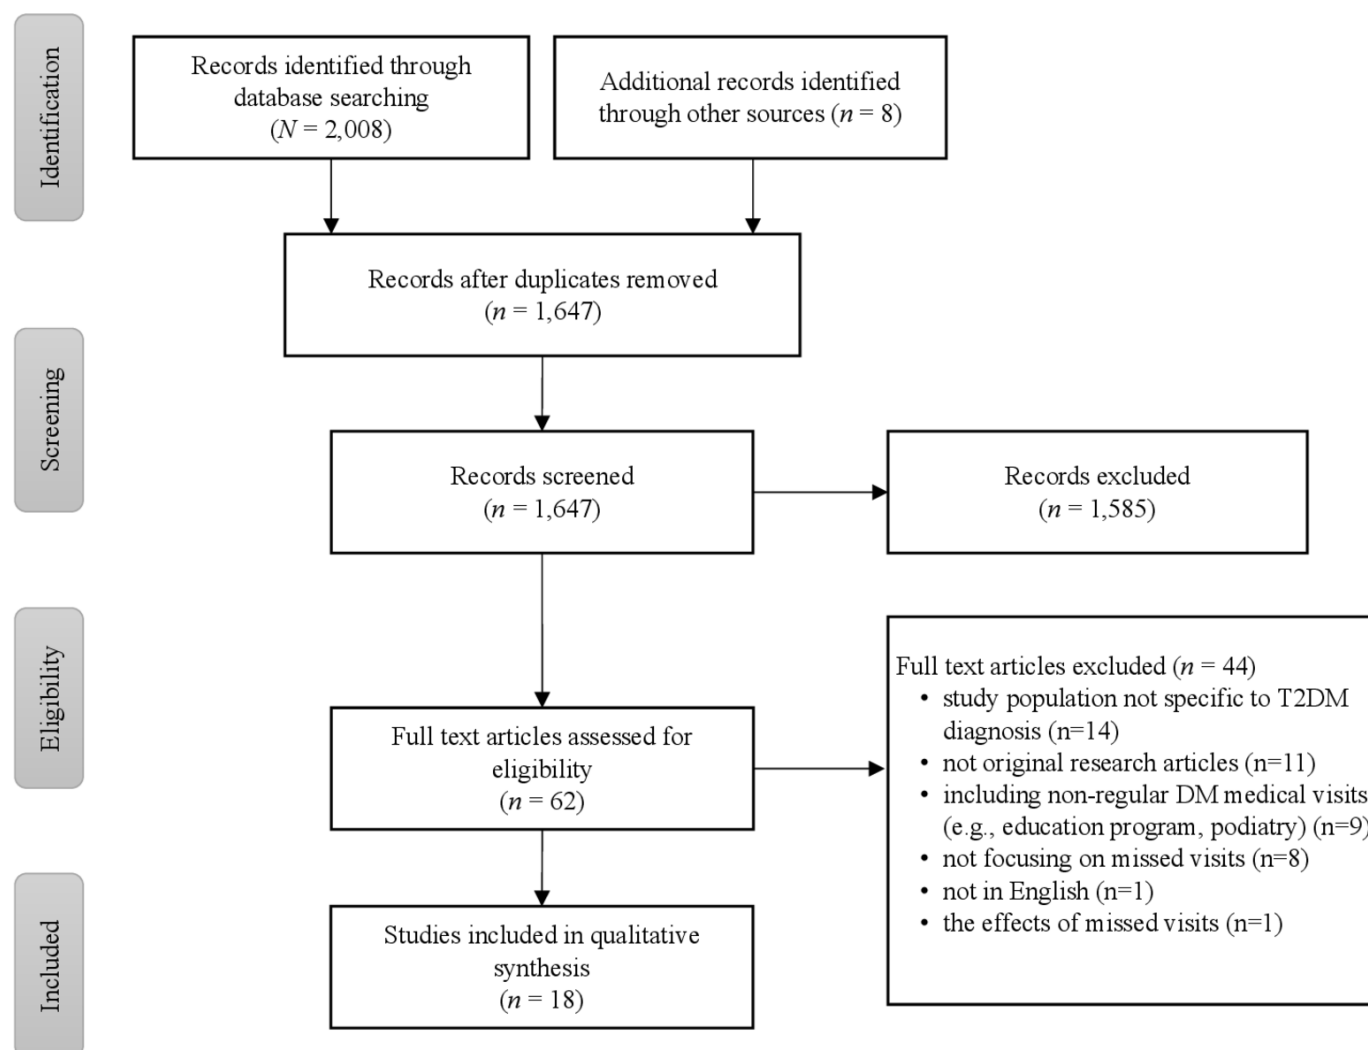 Identification
Records identified through
database searching
(N = 2,008)
Additional records identified
through other sources (n = 8)
Records after duplicates removed
(n = 1,647)
Screening
Records screened
(n = 1,647)
Records excluded
(n = 1,585)
Eligibility
Full text articles assessed for
eligibility
(n = 62)
Full text articles excluded (n = 44)
• study population not specific to T2DM
diagnosis (n=14)
• not original research articles (n=11)
• including non-regular DM medical visits
(e.g., education program, podiatry) (n=9)
• not focusing on missed visits (n=8)
• not in English (n=1)
• the effects of missed visits (n=1)
Included
Studies included in qualitative
synthesis
(n = 18)